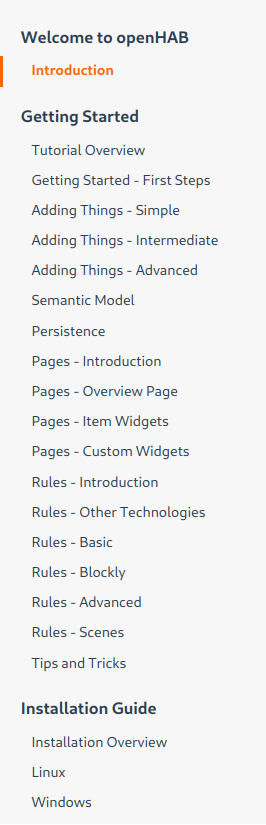 Welcome to openHAB
Introduction
Getting Started
Tutorial Overview
Getting Started - First Steps
Adding Things - Simple
Adding Things - Intermediate
Adding Things - Advanced
Semantic Model
Persistence
Pages - Introduction
Pages - Overview Page
Pages - Item Widgets
Pages - Custom Widgets
Rules - Introduction
Rules - Other Technologies
Rules - Basic
Rules - Blockly
Rules - Advanced
Rules - Scenes
Tips and Tricks
Installation Guide
Installation Overview
Linux
Windows